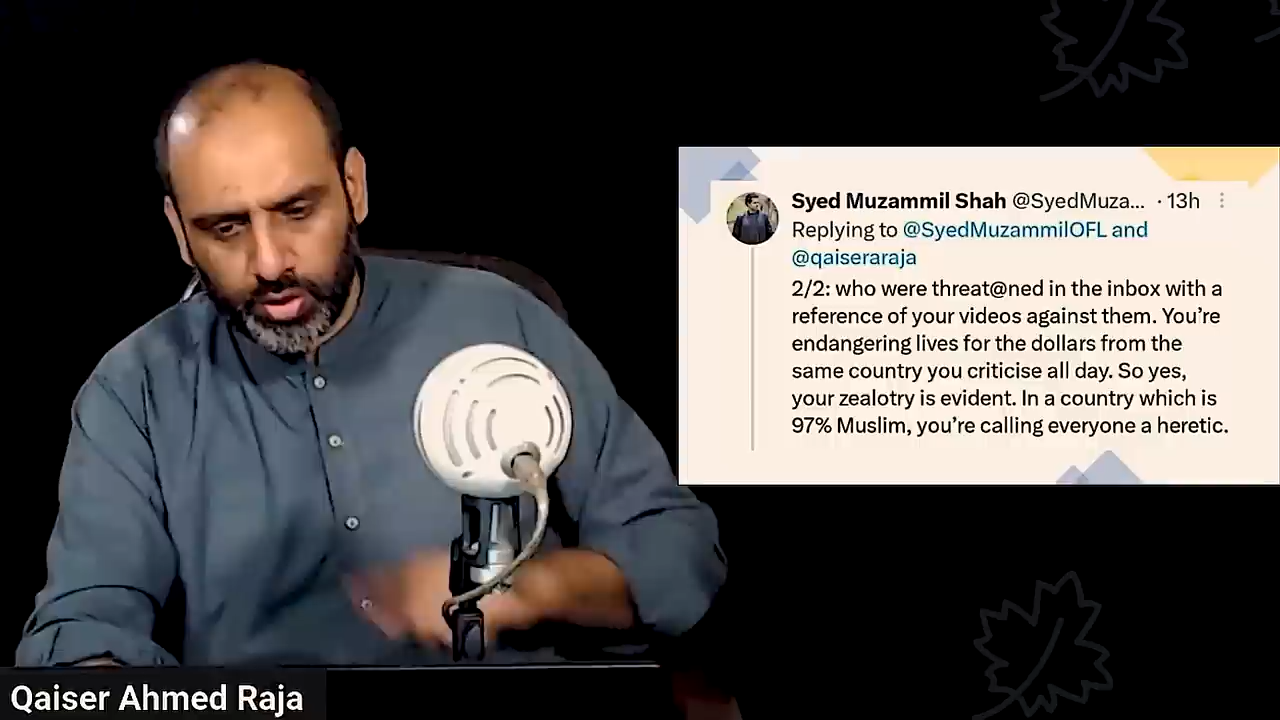 Syed Muzammil Shah @SyedMuza... · 13h
Replying to @SyedMuzammilOFL and
@qaiseraraja
2/2: who were threat@ned in the inbox with a
reference of your videos against them. You’re
endangering lives for the dollars from the
same country you criticise all day. So yes,
your zealotry is evident. In a country which is
97% Muslim, you’re calling everyone a heretic.
Qaiser Ahmed Raja